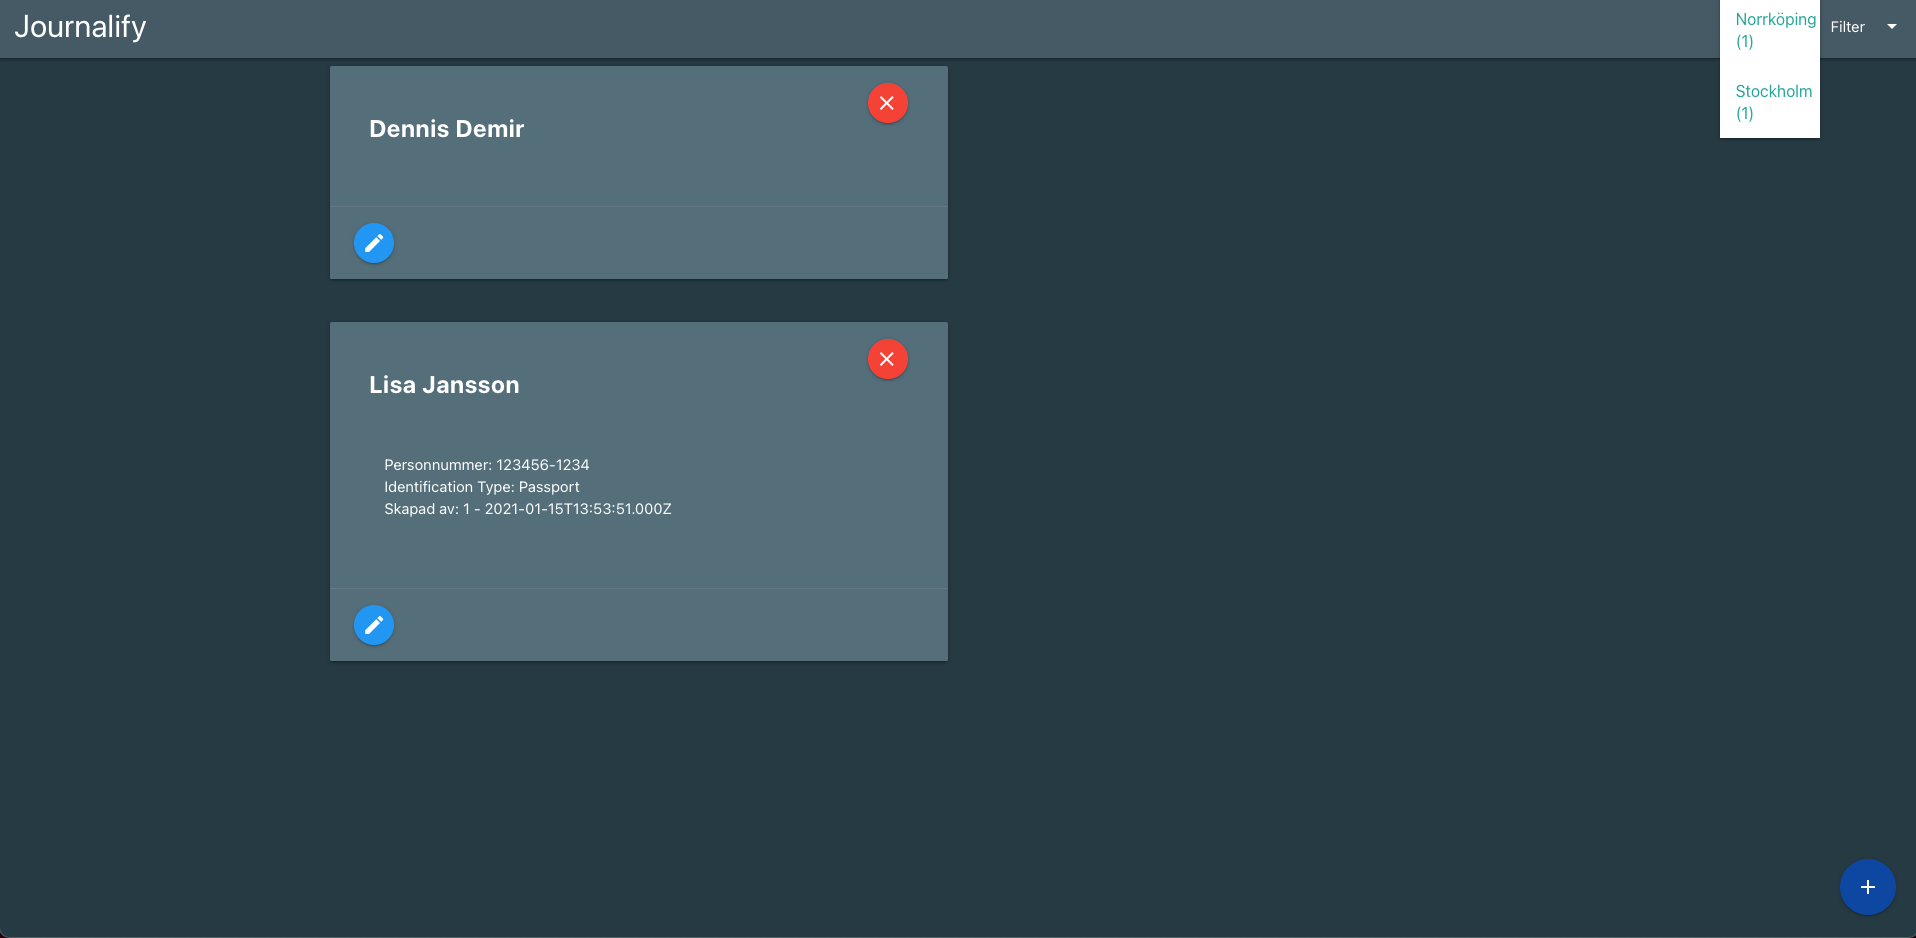 Journalify
Norrköping
(1)
Stockholm
(1)
Filter
Dennis Demir
Lisa Jansson
Personnummer: 123456-1234
Identification Type: Passport
Skapad av: 1 - 2021-01-15T13:53:51.000Z